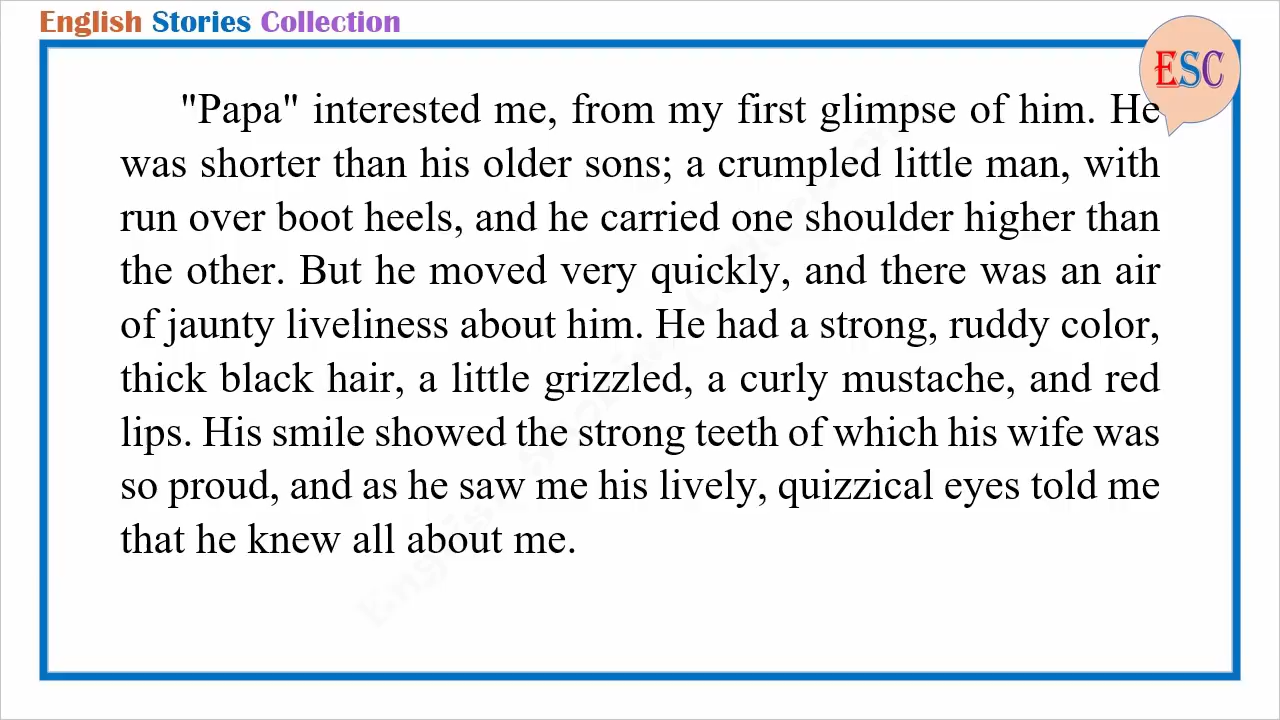 English Stories Collection
ESC
"Papa" interested me, from my first glimpse of him. He
was shorter than his older sons; a crumpled little man, with
run over boot heels, and he carried one shoulder higher than
the other. But he moved very quickly, and there was an air
of jaunty liveliness about him. He had a strong, ruddy color,
thick black hair, a little grizzled, a curly mustache, and red
lips. His smile showed the strong teeth of which his wife was
so proud, and as he saw me his lively, quizzical eyes told me
that he knew all about me.